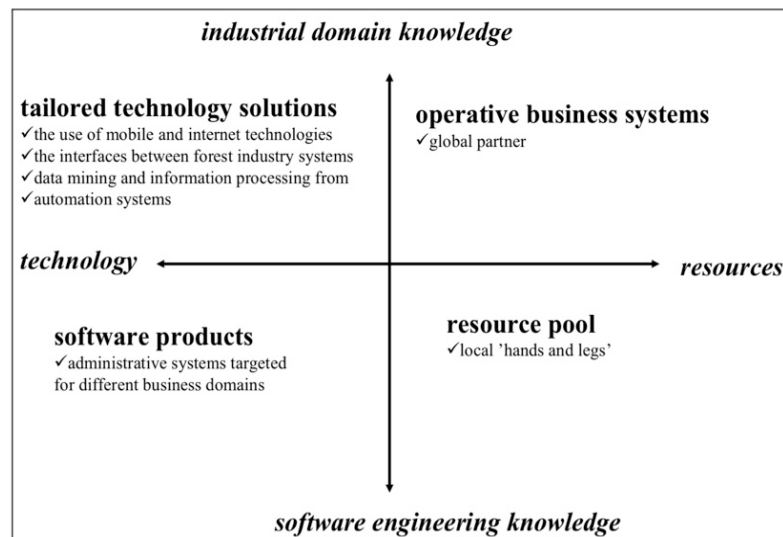 industrial domain knowledge
tailored technology solutions
✓the use of mobile and internet technologies
✓the interfaces between forest industry systems
✓data mining and information processing from
✓automation systems
operative business systems
✓global partner
technology
resources
software products
✓administrative systems targeted
for different business domains
resource pool
✓local ’hands and legs’
software engineering knowledge